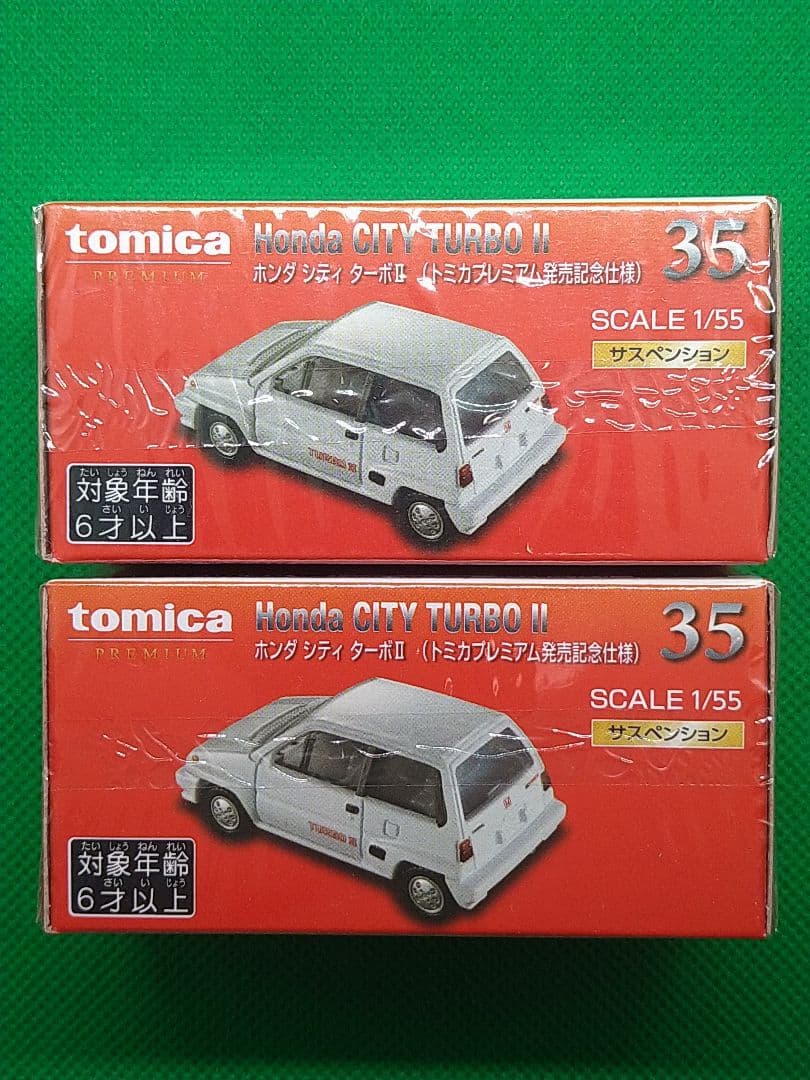 tomica
PREMIUM
Honda CITY TURBO II
ホンダ シティ ターボⅡ （トミカプレミアム発売記念仕様）
35
SCALE 1/55
サスペンション
TURBO II
たい しょう ねん れい
対象年齢
さい い じょう
6才以上
tomica
PREMIUM
Honda CITY TURBO II
ホンダ シティ ターボⅡ （トミカプレミアム発売記念仕様）
35
SCALE 1/55
サスペンション
TURBO II
たい しょう ねん れい
対象年齢
さい い じょう
6才以上